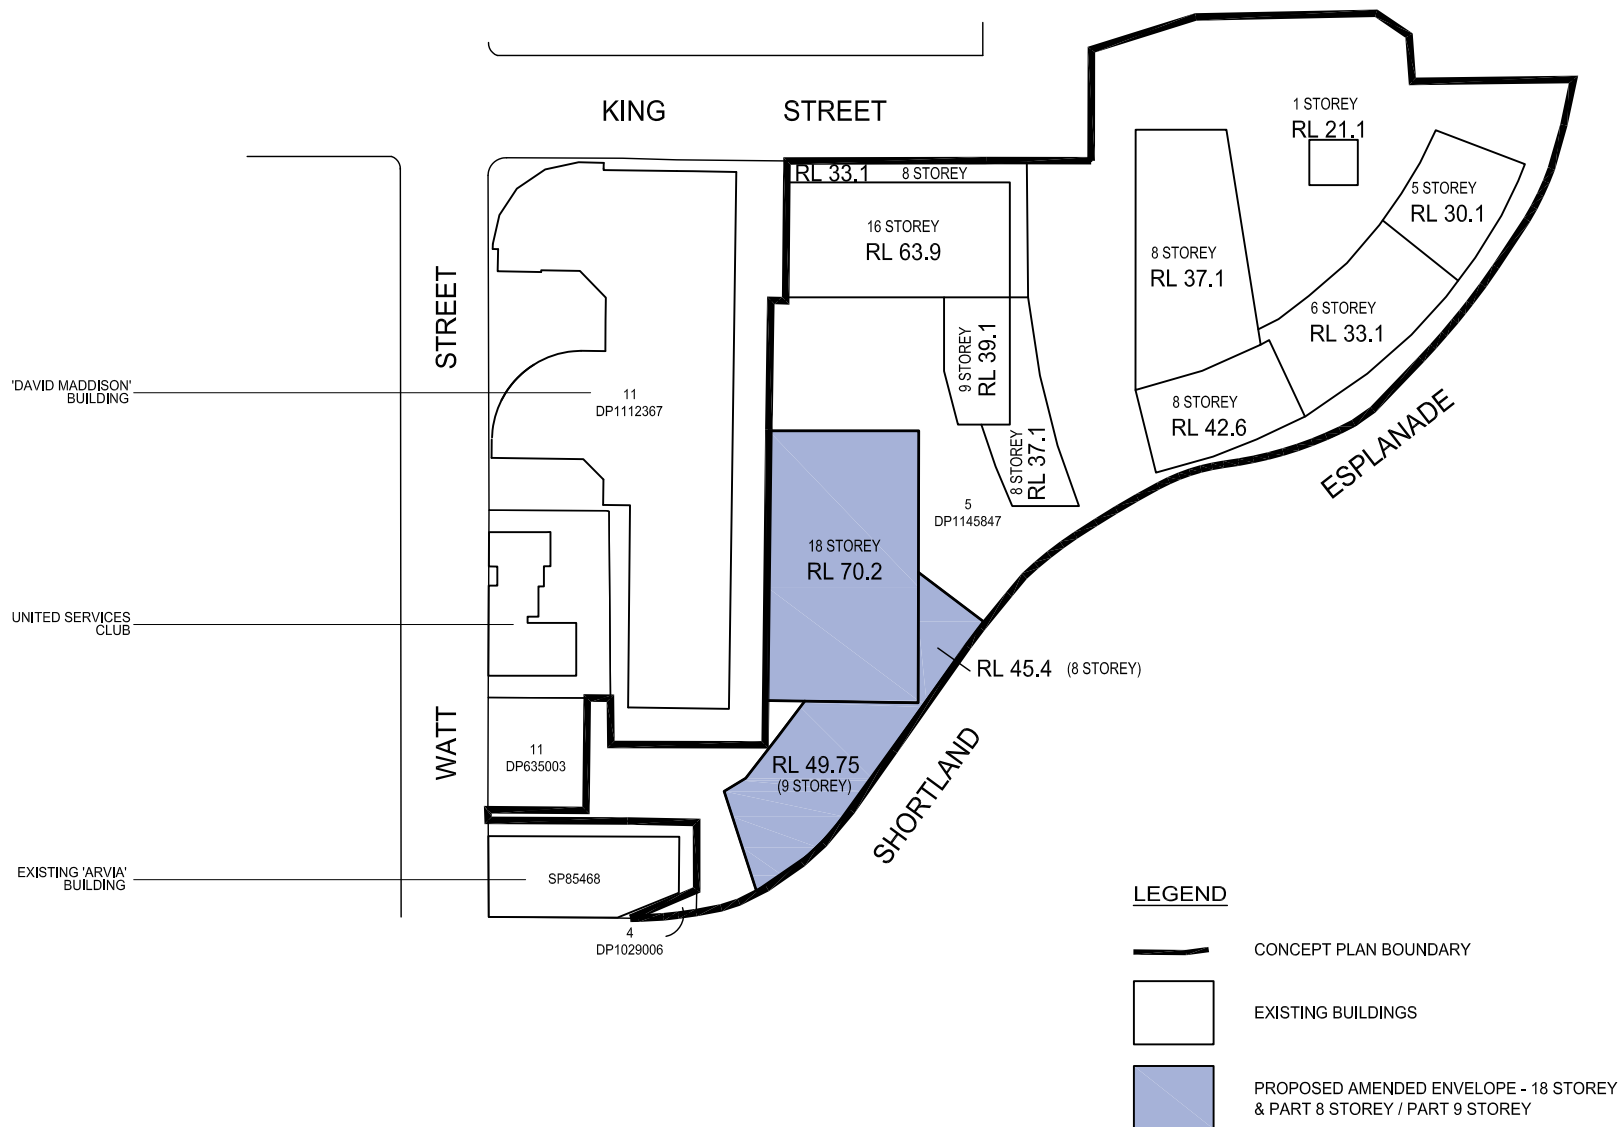 KING STREET
1 STOREY
RL 21.1
RL 33.1 8 STOREY
16 STOREY
RL 63.9
5 STOREY
RL 30.1
8 STOREY
RL 37.1
6 STOREY
RL 33.1
STREET
9 STOREY
RL 39.1
'DAVID MADDISON'
BUILDING
11
DP1112367
8 STOREY
RL 42.6
8 STOREY
RL 37.1
ESPLANADE
5
DP1145847
18 STOREY
RL 70.2
UNITED SERVICES
CLUB
RL 45.4 (8 STOREY)
WATT
11
DP635003
RL 49.75
(9 STOREY)
SHORTLAND
EXISTING 'ARVIA'
BUILDING
SP85468
4
DP1029006
LEGEND
CONCEPT PLAN BOUNDARY
EXISTING BUILDINGS
PROPOSED AMENDED ENVELOPE - 18 STOREY
& PART 8 STOREY / PART 9 STOREY